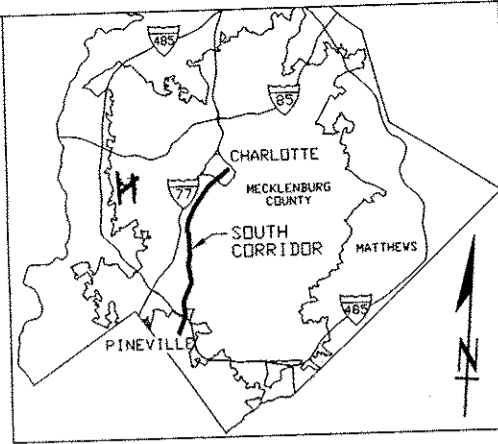 485
85
CHARLOTTE
77
MECKLENBURG
COUNTY
SOUTH
CORRIDOR
MATTHEWS
485
PINEVILLE
N